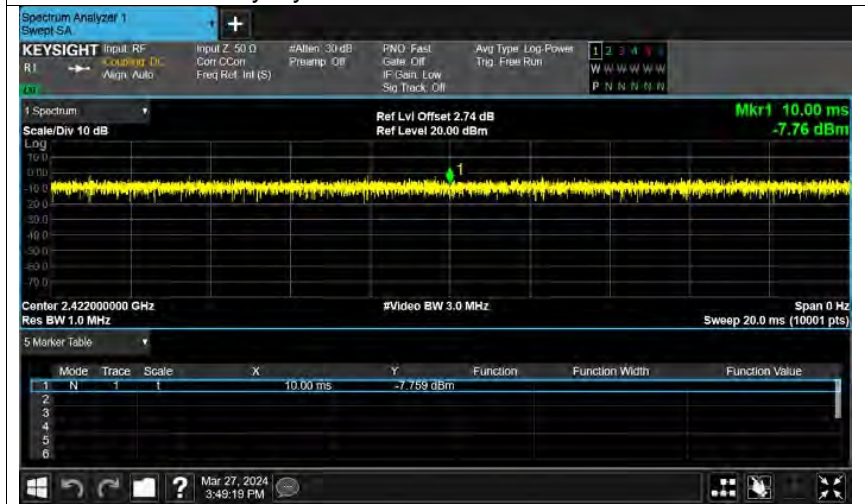 Spectrum Analyzer 1
Swept SA
+
KEYSIGHT Input: RF Input Z: 50 Ω #Atten: 30 dB PNO: Fast Avg Type: Log-Power 1 2 3 4 5 6
R L Coupling: DC Corr CCorr Preamp: Off Gate: Off Trig: Free Run W W W W W W
Align: Auto Freq Ref: Int (S) IF Gain: Low P N N N N N
Sig Track: Off
1 Spectrum Ref Lvl Offset 2.74 dB Mkr1 10.00 ms
Scale/Div 10 dB Ref Level 20.00 dBm -7.76 dBm
Log
10.0
0.00 1
-10.0
-20.0
-30.0
-40.0
-50.0
-60.0
-70.0
Center 2.422000000 GHz #Video BW 3.0 MHz Span 0 Hz
Res BW 1.0 MHz Sweep 20.0 ms (10001 pts)
5 Marker Table
Mode Trace Scale X Y Function Function Width Function Value
1 N 1 t 10.00 ms -7.759 dBm
2
3
4
5
6
? Mar 27, 2024
3:49:19 PM